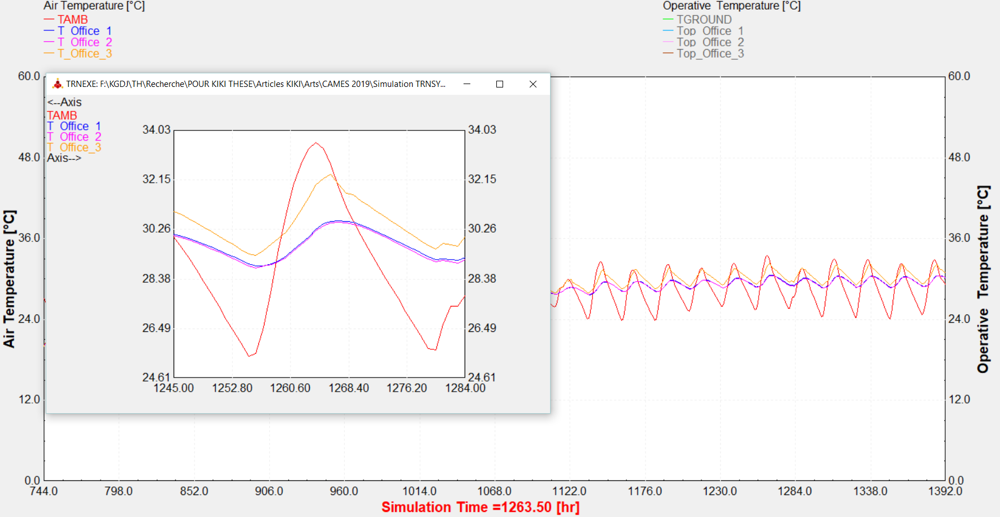 Air Temperature [°C]
TAMB
T Office 1
T Office 2
T_Office_3
Operative Temperature [°C]
TGROUND
Top Office 1
Top Office 2
Top_Office_3
TRNEXE: F:\KGDJ\TH\Recherche\POUR KIKI THESE\Articles KIKI\Arts\CAMES 2019\Simulation TRNSY...
<--Axis
TAMB
T Office 1
T Office 2
T Office_3
Axis-->
34.03
32.15
30.26
28.38
26.49
24.61
34.03
32.15
30.26
28.38
26.49
24.61
1245.00 1252.80 1260.60 1268.40 1276.20 1284.00
60.0
48.0
36.0
24.0
12.0
0.0
Air Temperature [°C]
60.0
48.0
36.0
24.0
12.0
0.0
Operative Temperature [°C]
744.0 798.0 852.0 906.0 960.0 1014.0 1068.0 1122.0 1176.0 1230.0 1284.0 1338.0 1392.0
Simulation Time =1263.50 [hr]